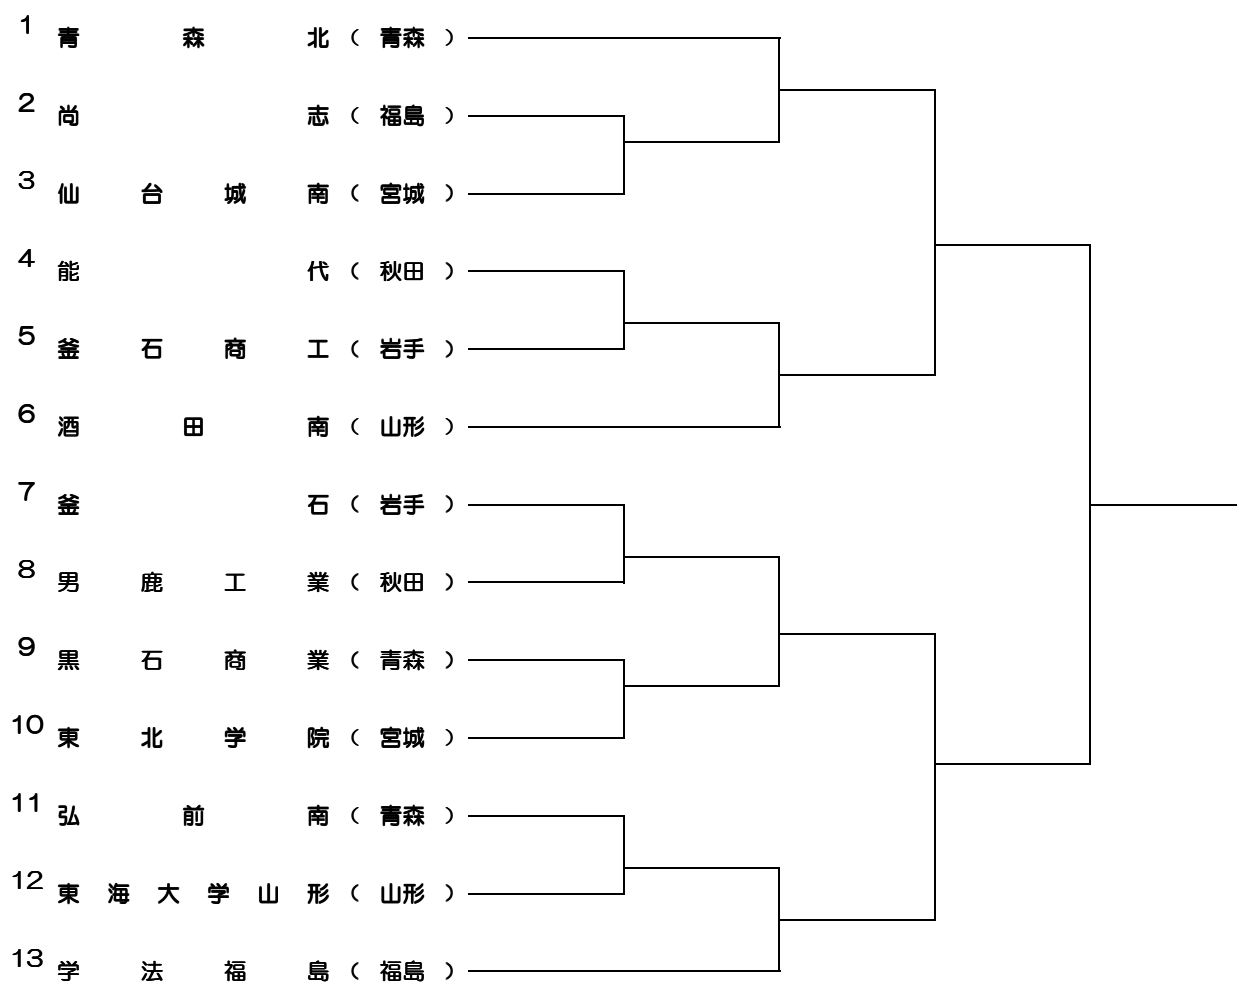 1 青森北（青森）
2 尚志（福島）
3 仙台城南（宮城）
4 能代（秋田）
5 釜石商工（岩手）
6 酒田南（山形）
7 釜石（岩手）
8 男鹿工業（秋田）
9 黒石商業（青森）
10 東北学院（宮城）
11 弘前南（青森）
12 東海大学山形（山形）
13 学法福島（福島）